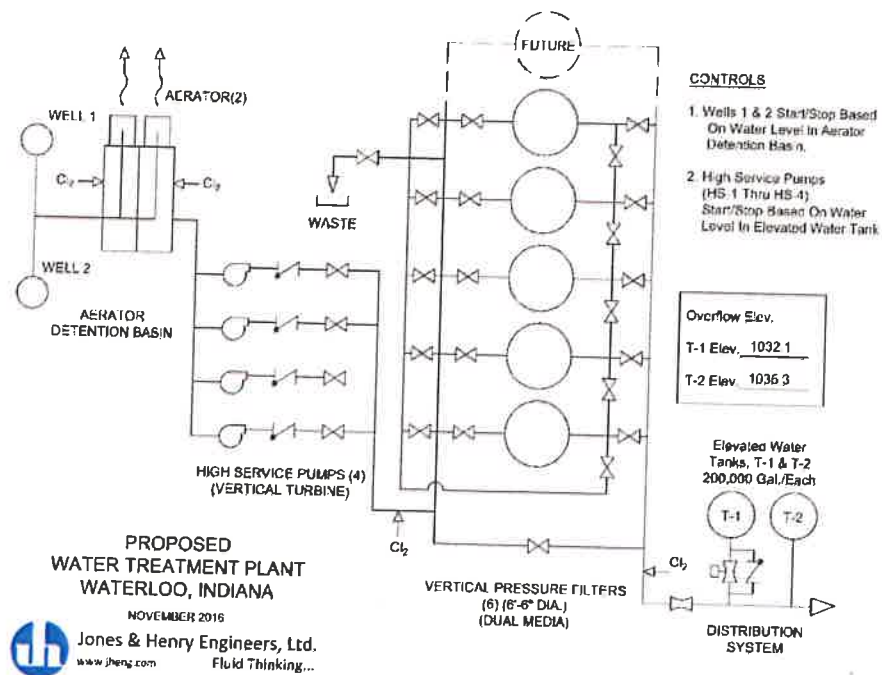 FUTURE
AERATOR(2)
WELL 1
Cl2
Cl2
WELL 2
AERATOR
DETENTION BASIN
WASTE
HIGH SERVICE PUMPS (4)
(VERTICAL TURBINE)
Cl2
VERTICAL PRESSURE FILTERS
(6) (6'-6" DIA.)
(DUAL MEDIA)
CONTROLS
1. Wells 1 & 2 Start/Stop Based
On Water Level In Aerator
Detention Basin.
2. High Service Pumps
(HS-1 Thru HS-4)
Start/Stop Based On Water
Level In Elevated Water Tank
Overflow Elev.
T-1 Elev. 1032.1
T-2 Elev. 1036.3
Elevated Water
Tanks, T-1 & T-2
200,000 Gal./Each
T-1
T-2
Cl2
DISTRIBUTION
SYSTEM
PROPOSED
WATER TREATMENT PLANT
WATERLOO, INDIANA
NOVEMBER 2016
jh
Jones & Henry Engineers, Ltd.
www.jheng.com Fluid Thinking...